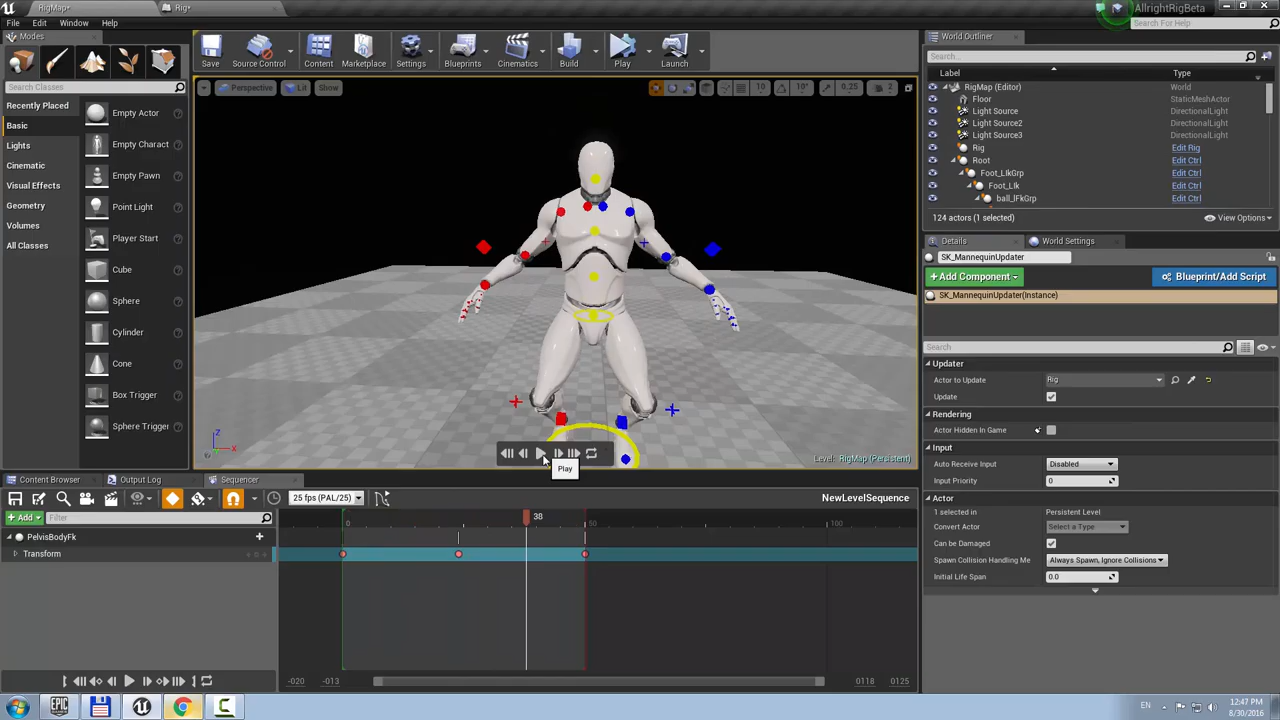 RigMap*
Rig*
AllrightRigBeta
File Edit Window Help
Search For Help
Modes
Search Classes
Recently Placed
Basic
Lights
Cinematic
Visual Effects
Geometry
Volumes
All Classes
Empty Actor
Empty Charact
Empty Pawn
Point Light
Player Start
Cube
Sphere
Cylinder
Cone
Box Trigger
Sphere Trigger
Save
Source Control
Content
Marketplace
Settings
Blueprints
Cinematics
Build
Play
Launch
Perspective
Lit
Show
10
10°
0.25
2
Z
X
Play
Level: RigMap (Persistent)
World Outliner
Search...
Label Type
RigMap (Editor) World
Floor StaticMeshActor
Light Source DirectionalLight
Light Source2 DirectionalLight
Light Source3 DirectionalLight
Rig Edit Rig
Root Edit Ctrl
Foot_LIkGrp Edit Ctrl
Foot_LIk Edit Ctrl
ball_lFkGrp Edit Ctrl
124 actors (1 selected)
View Options
Details
World Settings
SK_MannequinUpdater
+ Add Component
Blueprint/Add Script
SK_MannequinUpdater(Instance)
Search
Updater
Actor to Update Rig
Update
Rendering
Actor Hidden In Game
Input
Auto Receive Input Disabled
Input Priority 0
Actor
1 selected in Persistent Level
Convert Actor Select a Type
Can be Damaged
Spawn Collision Handling Me Always Spawn, Ignore Collisions
Initial Life Span 0.0
Content Browser
Output Log
Sequencer
25 fps (PAL/25)
NewLevelSequence
+ Add
Filter
0
38
50
100
PelvisBodyFk
Transform
-020
-013
0118
0125
EPIC
EN
12:47 PM
8/30/2016